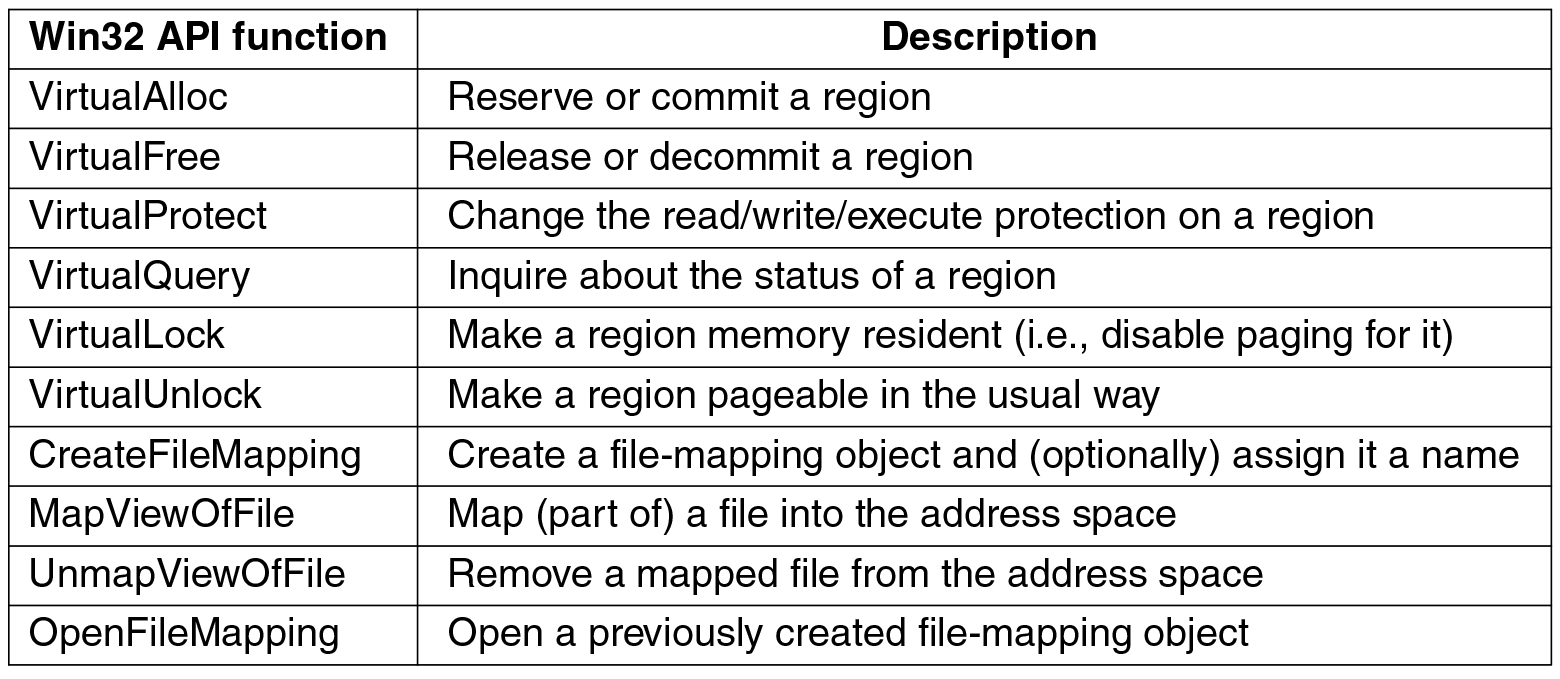 Win32 API function Description
VirtualAlloc Reserve or commit a region
VirtualFree Release or decommit a region
VirtualProtect Change the read/write/execute protection on a region
VirtualQuery Inquire about the status of a region
VirtualLock Make a region memory resident (i.e., disable paging for it)
VirtualUnlock Make a region pageable in the usual way
CreateFileMapping Create a file-mapping object and (optionally) assign it a name
MapViewOfFile Map (part of) a file into the address space
UnmapViewOfFile Remove a mapped file from the address space
OpenFileMapping Open a previously created file-mapping object